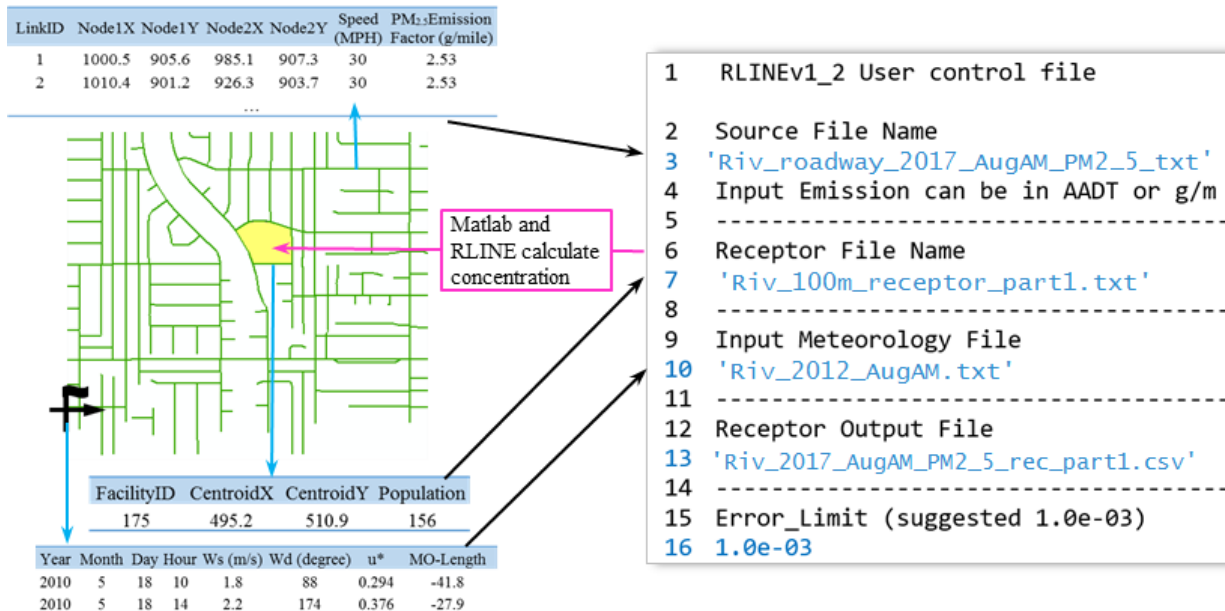 LinkID Node1X Node1Y Node2X Node2Y Speed (MPH) PM2.5Emission Factor (g/mile)
1 1000.5 905.6 985.1 907.3 30 2.53
2 1010.4 901.2 926.3 903.7 30 2.53
...
Matlab and
RLINE calculate
concentration
FacilityID CentroidX CentroidY Population
175 495.2 510.9 156
Year Month Day Hour Ws (m/s) Wd (degree) u* MO-Length
2010 5 18 10 1.8 88 0.294 -41.8
2010 5 18 14 2.2 174 0.376 -27.9
1 RLINEv1_2 User control file
2 Source File Name
3 'Riv_roadway_2017_AugAM_PM2_5_txt'
4 Input Emission can be in AADT or g/m
5 -----------------------------------
6 Receptor File Name
7 'Riv_100m_receptor_part1.txt'
8 -----------------------------------
9 Input Meteorology File
10 'Riv_2012_AugAM.txt'
11 -----------------------------------
12 Receptor Output File
13 'Riv_2017_AugAM_PM2_5_rec_part1.csv'
14 -----------------------------------
15 Error_Limit (suggested 1.0e-03)
16 1.0e-03